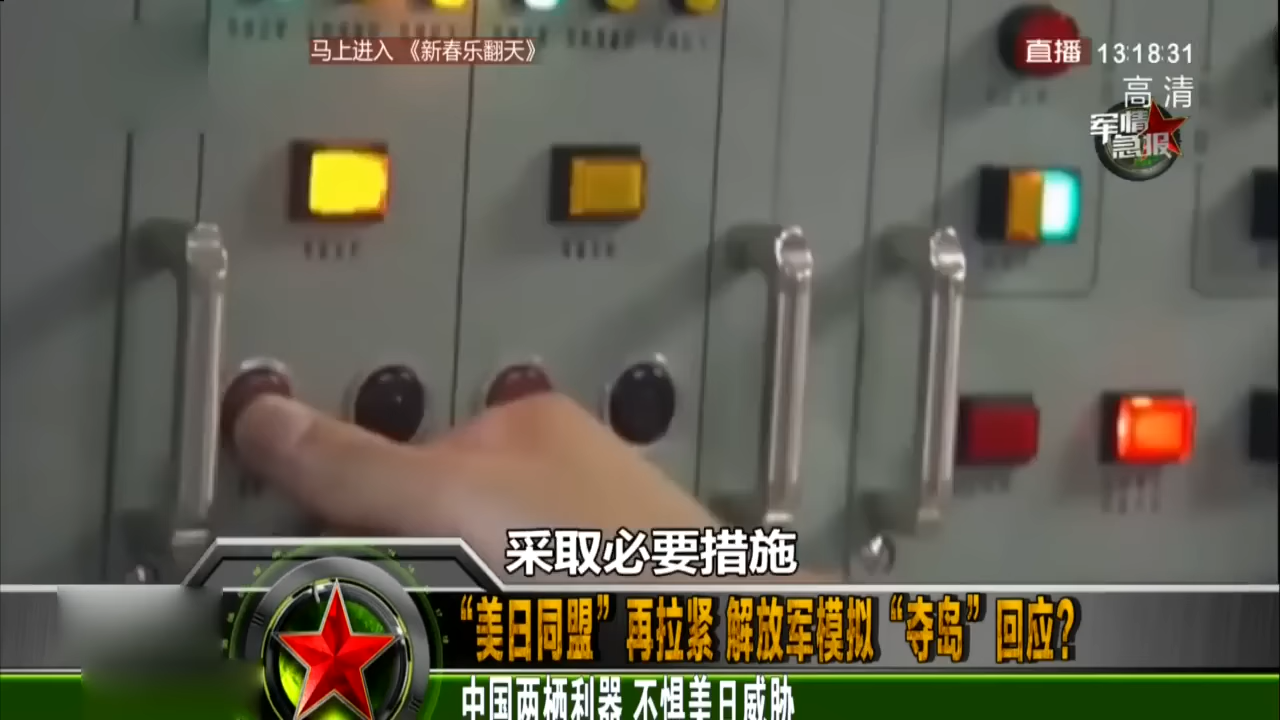 马上进入《新春乐翻天》
直播 13:18:31
高清
军情
急报
采取必要措施
“美日同盟”再拉紧 解放军模拟“夺岛”回应?
中国两栖利器 不惧美日威胁